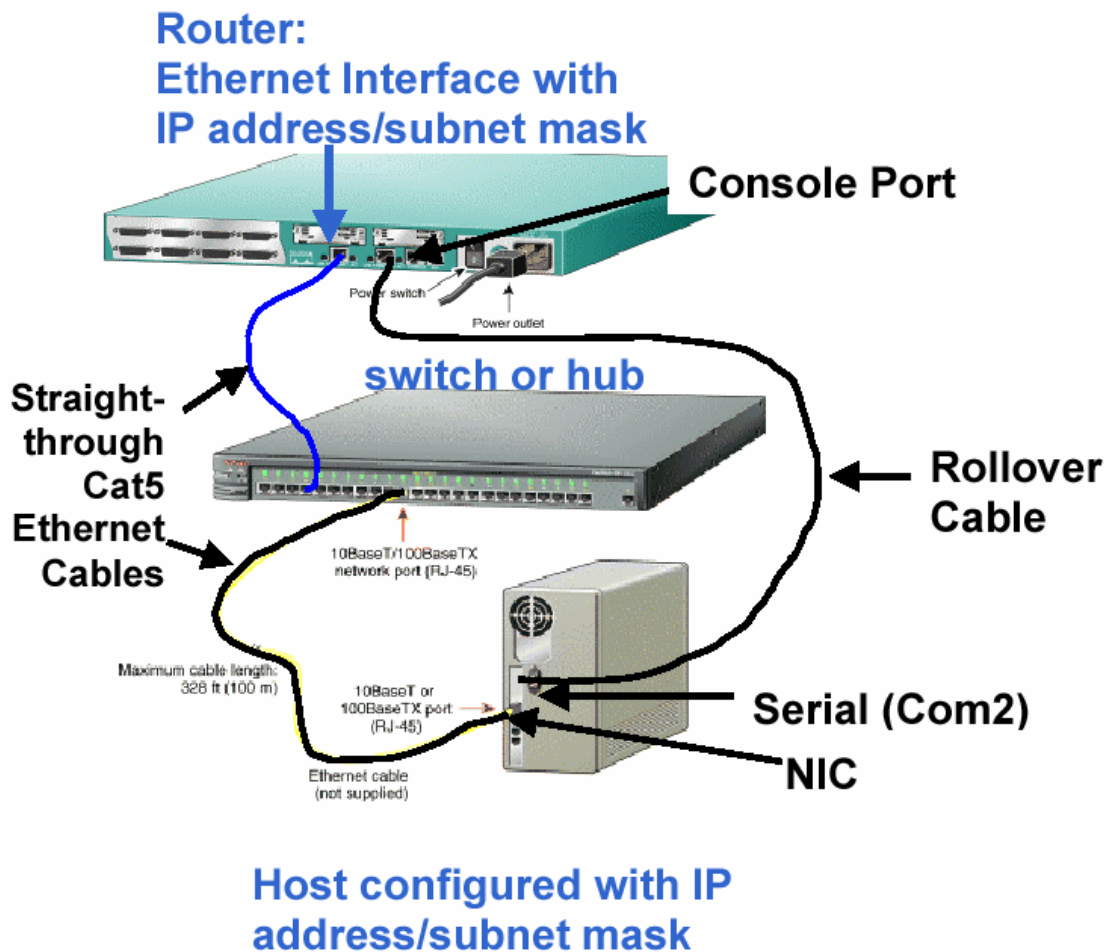 Router:
Ethernet Interface with
IP address/subnet mask
Console Port
Power switch
Power outlet
switch or hub
Straight-
through
Cat5
Ethernet
Cables
Rollover
Cable
10BaseT/100BaseTX
network port (RJ-45)
Maximum cable length:
328 ft (100 m)
10BaseT or
100BaseTX port
(RJ-45)
Serial (Com2)
NIC
Ethernet cable
(not supplied)
Host configured with IP
address/subnet mask